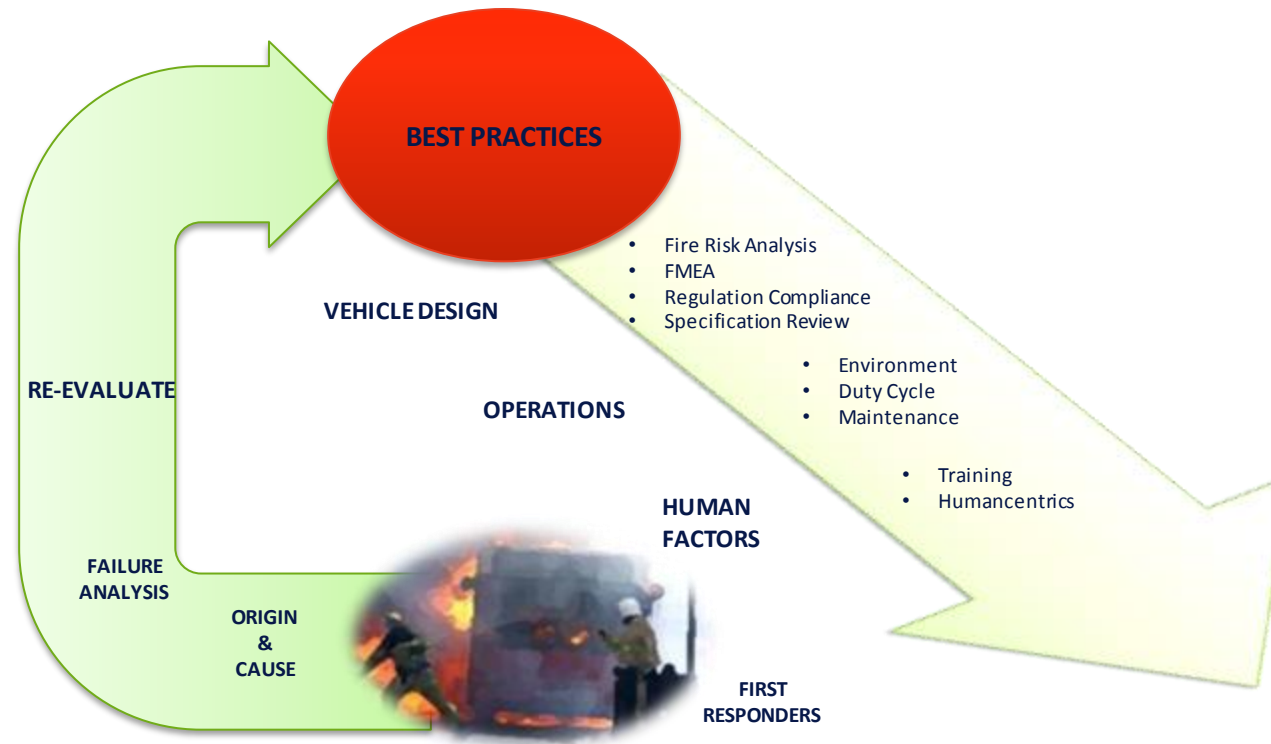 BEST PRACTICES
• Fire Risk Analysis
• FMEA
• Regulation Compliance
• Specification Review
VEHICLE DESIGN
• Environment
• Duty Cycle
• Maintenance
OPERATIONS
• Training
• Humancentrics
HUMAN
FACTORS
RE-EVALUATE
FAILURE
ANALYSIS
ORIGIN
&
CAUSE
FIRST
RESPONDERS